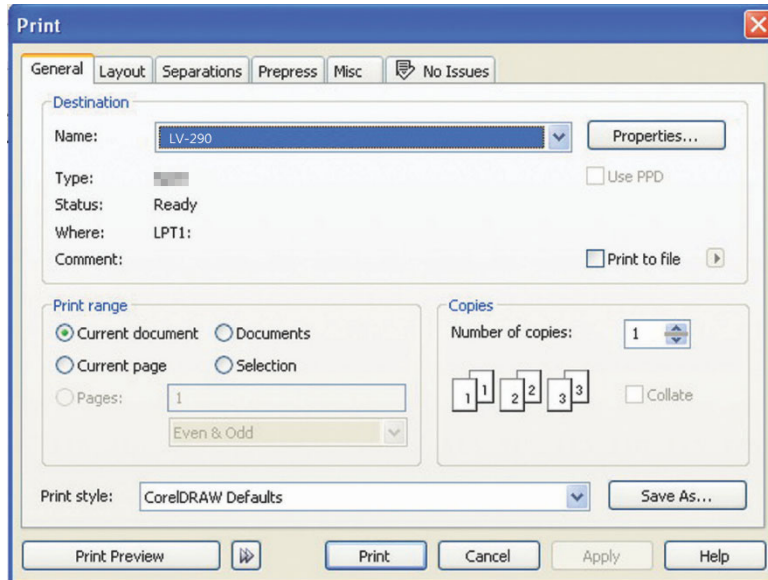 Print
General Layout Separations Prepress Misc No Issues
Destination
Name: LV-290 Properties...
Type: Use PPD
Status: Ready
Where: LPT1:
Comment: Print to file
Print range
Current document Documents
Current page Selection
Pages: 1
Even & Odd
Copies
Number of copies: 1
1 1 2 2 3 3
Collate
Print style: CorelDRAW Defaults Save As...
Print Preview Print Cancel Apply Help